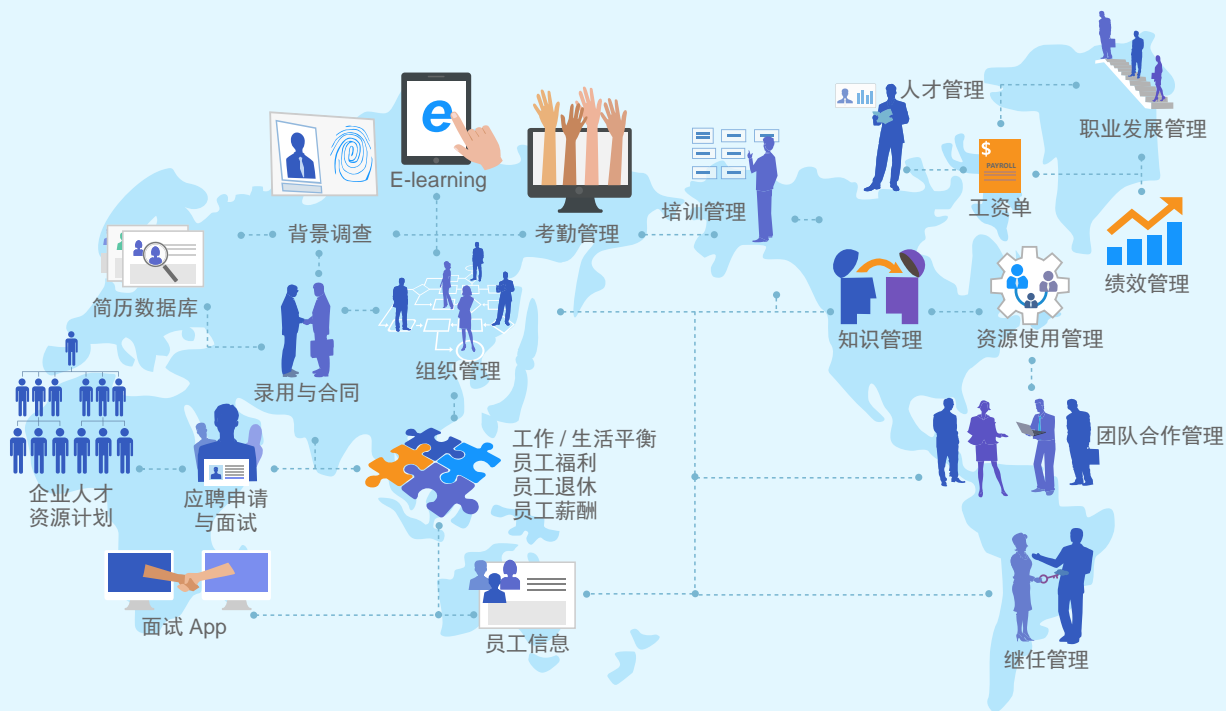 人才管理
职业发展管理
E-learning
$
PAYROLL
培训管理
工资单
背景调查
考勤管理
绩效管理
简历数据库
知识管理
资源使用管理
组织管理
录用与合同
工作 / 生活平衡
员工福利
员工退休
员工薪酬
团队合作管理
企业人才
资源计划
应聘申请
与面试
面试 App
员工信息
继任管理